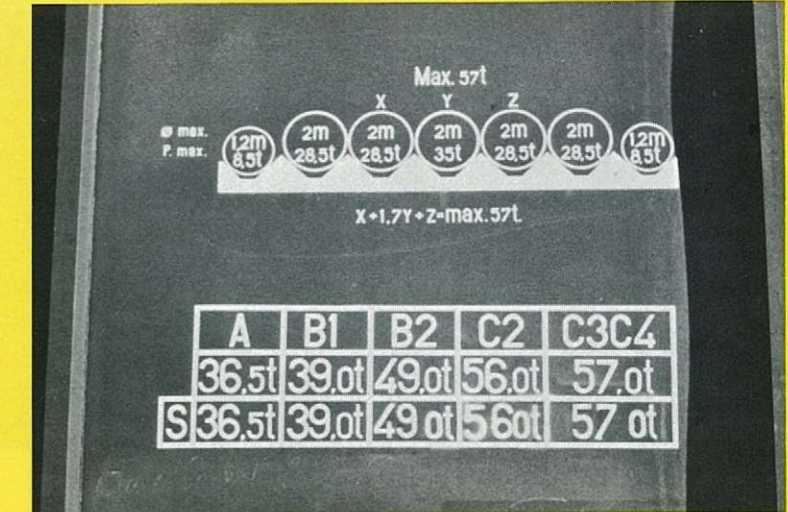 Max. 57t
X Y Z
ø max. 1,2m 2m 2m 2m 2m 2m 1,2m
P. max. 8,5t 28,5t 28,5t 35t 28,5t 28,5t 8,5t
X+1,7Y+Z=max.57t.
A B1 B2 C2 C3C4
36,5t 39,0t 49,0t 56,0t 57,0t
S 36,5t 39,0t 49 0t 560t 57 0t